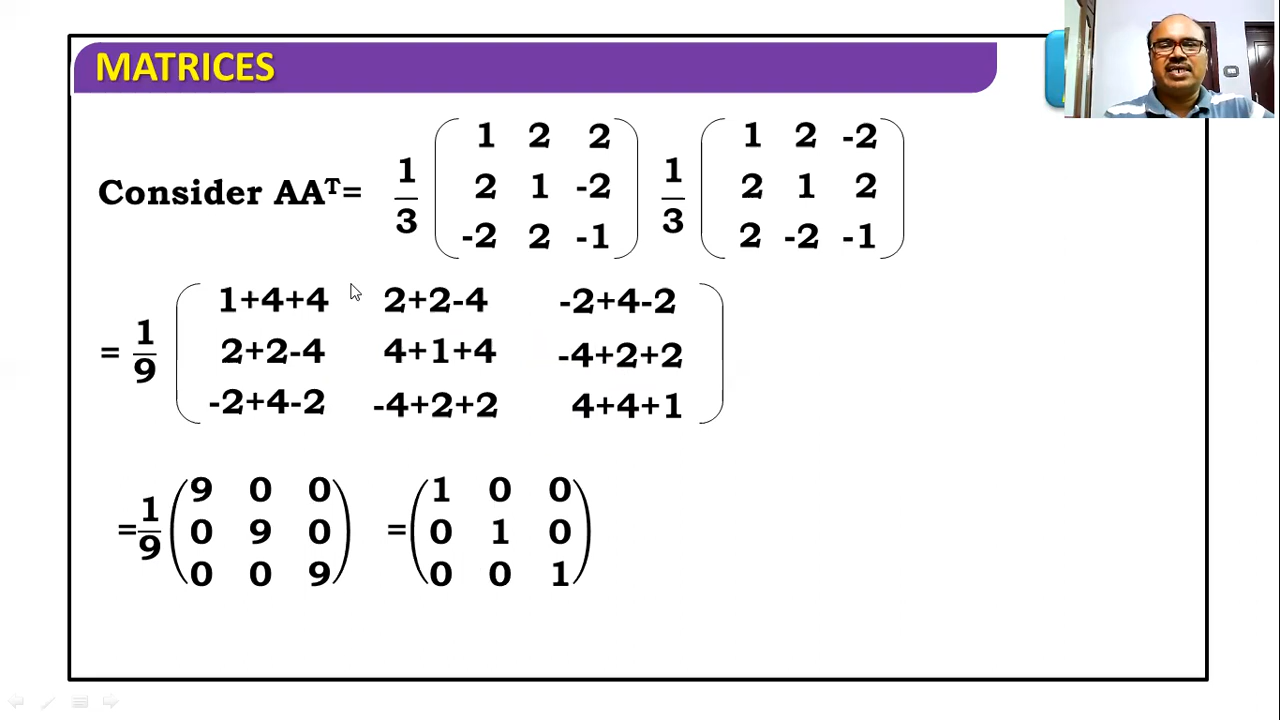 MATRICES
Consider AAᵀ= 1/3 ( 1 2 2 ) 1/3 ( 1 2 -2 )
2 1 -2 2 1 2
-2 2 -1 2 -2 -1
1+4+4 2+2-4 -2+4-2
= 1/9 2+2-4 4+1+4 -4+2+2
-2+4-2 -4+2+2 4+4+1
9 0 0 1 0 0
=1/9 0 9 0 = 0 1 0
0 0 9 0 0 1